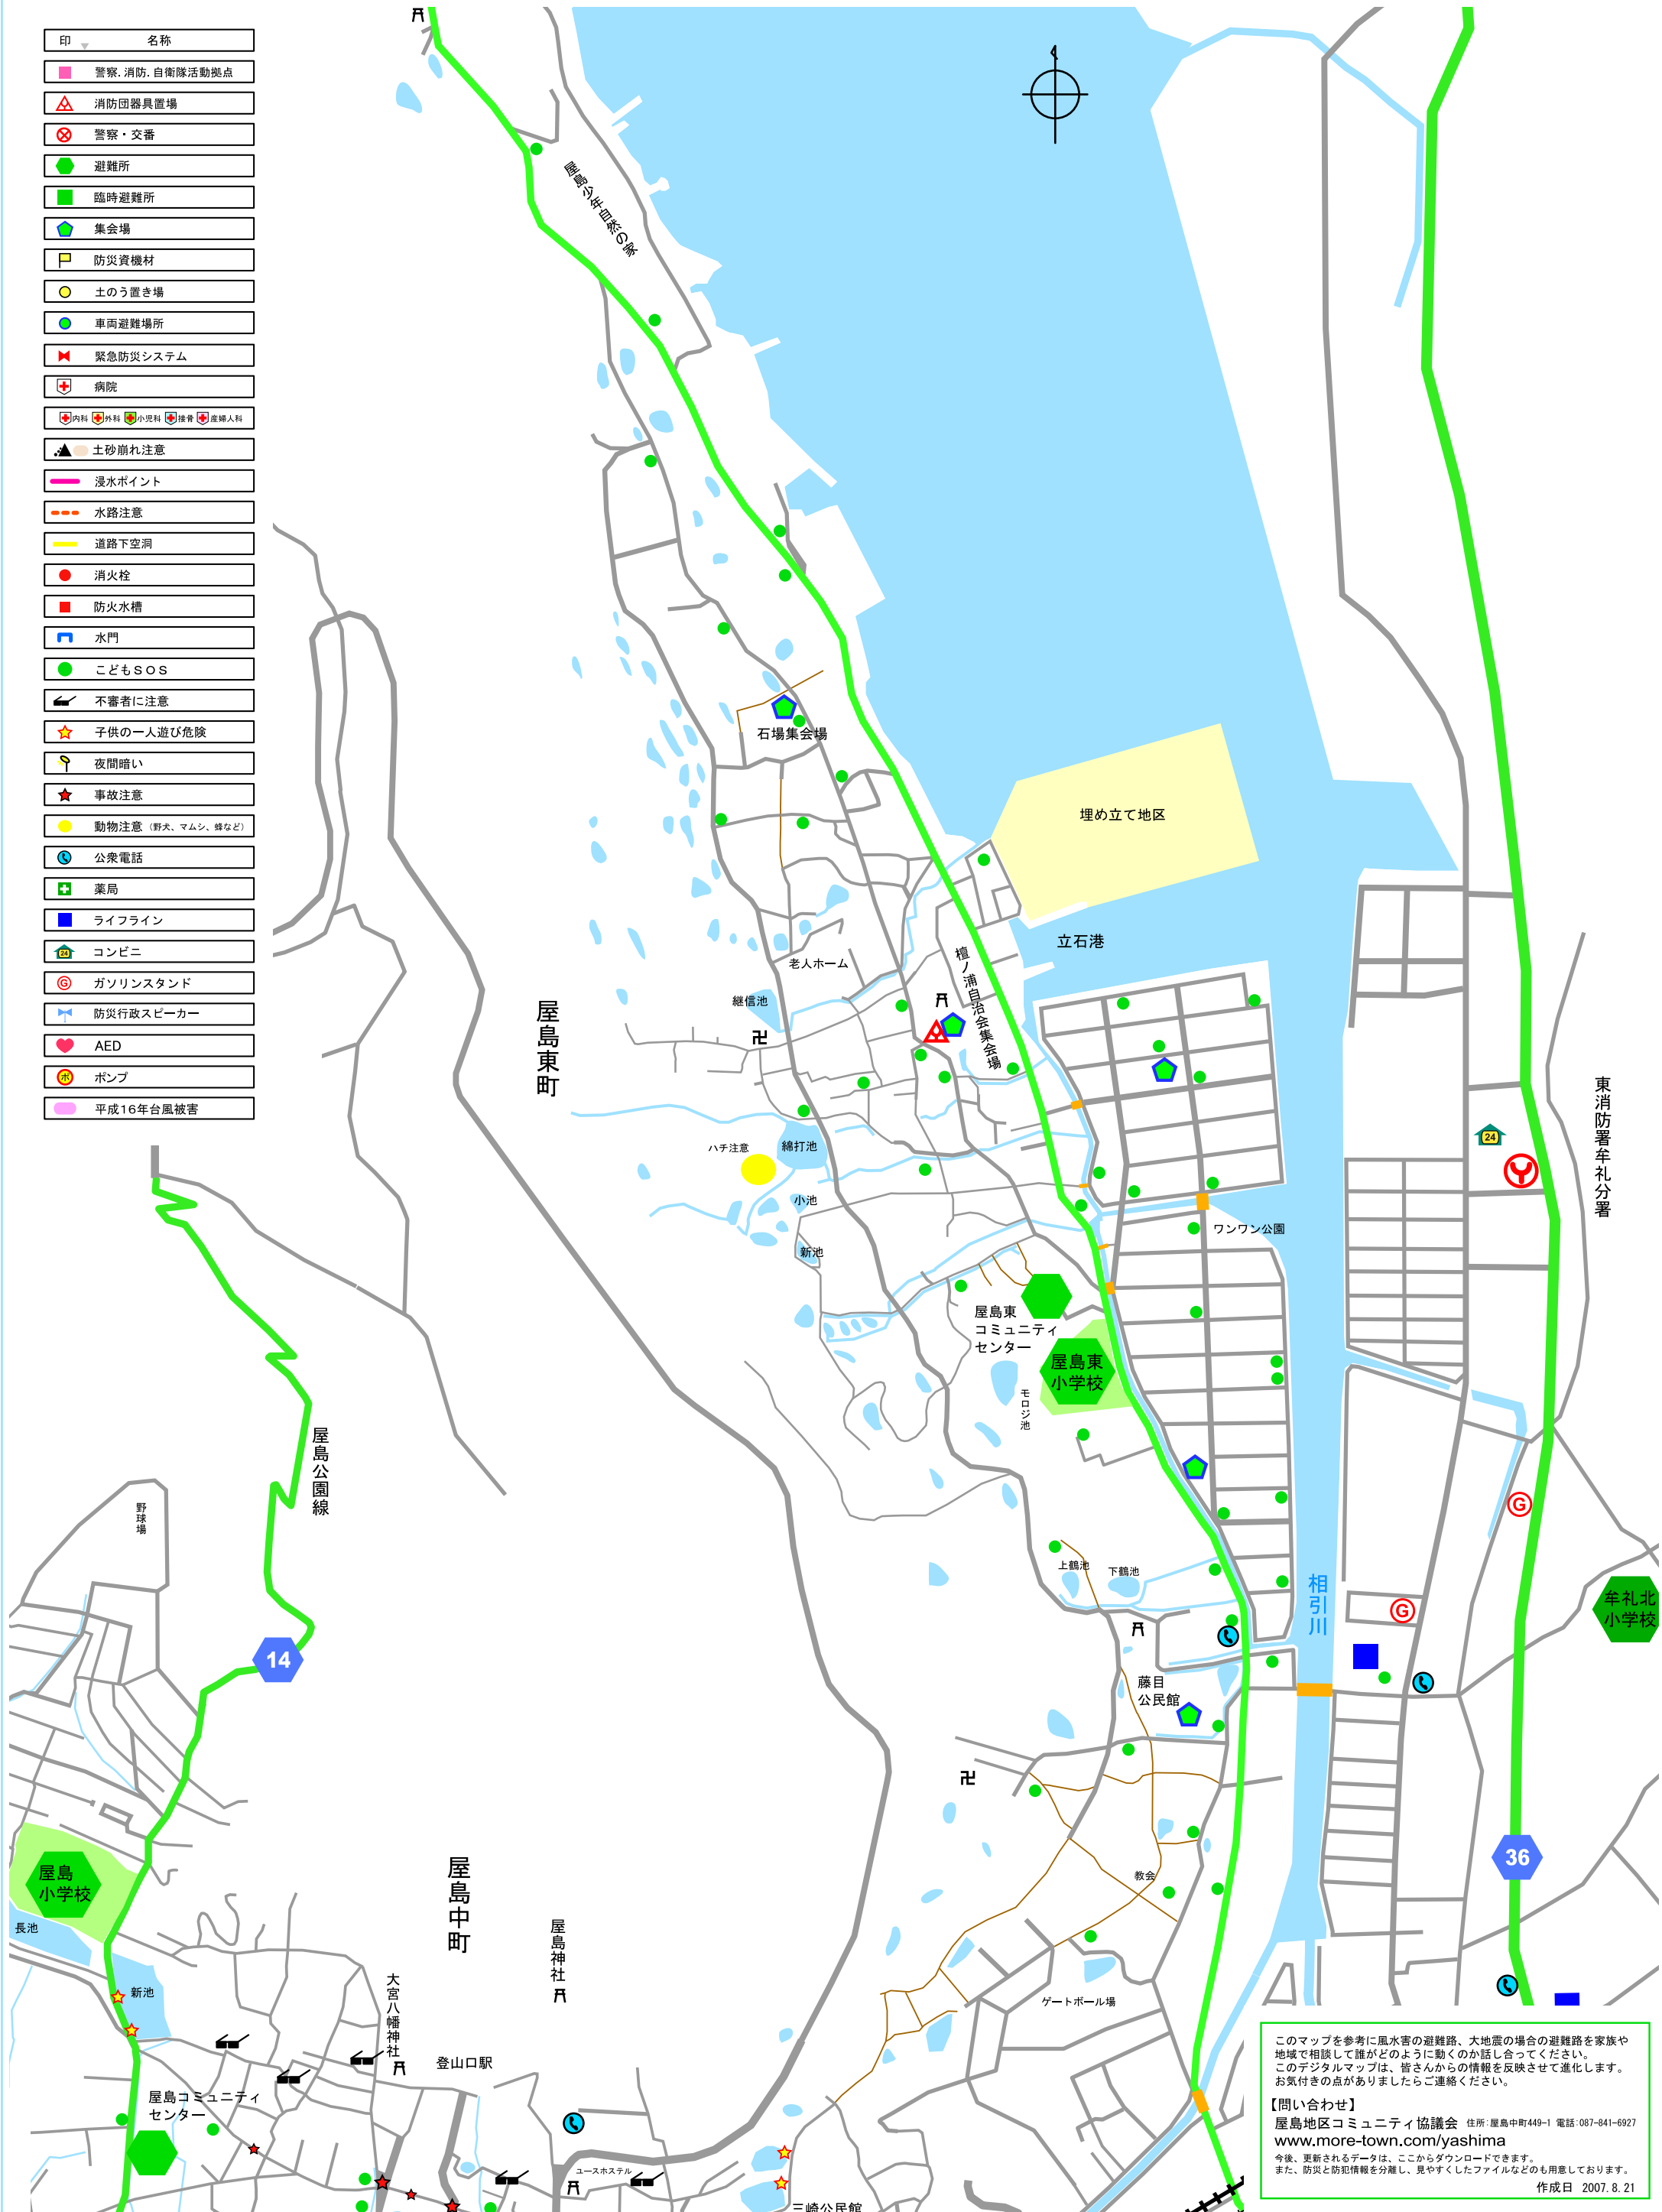 印 名称
警察．消防．自衛隊活動拠点
消防団器具置場
警察・交番
避難所
臨時避難所
集会場
防災資機材
土のう置き場
車両避難場所
緊急防災システム
病院
内科 外科 小児科 接骨 産婦人科
土砂崩れ注意
浸水ポイント
水路注意
道路下空洞
消火栓
防火水槽
水門
こどもＳＯＳ
不審者に注意
子供の一人遊び危険
夜間暗い
事故注意
動物注意（野犬、マムシ、蜂など）
公衆電話
薬局
ライフライン
24 コンビニ
G ガソリンスタンド
防災行政スピーカー
AED
ポ ポンプ
平成16年台風被害
屋島少年自然の家
石場集会場
埋め立て地区
立石港
檀ノ浦自治会集会場
老人ホーム
継信池
屋島東町
ハチ注意
綿打池
小池
新池
ワンワン公園
東消防署牟礼分署
24
屋島東
コミュニティ
センター
屋島東
小学校
モロジ池
屋島公園線
野球場
14
上鶴池
下鶴池
相引川
G
G
牟礼北
小学校
藤目
公民館
36
教会
ゲートボール場
屋島
小学校
長池
新池
屋島中町
屋島神社
大宮八幡神社
登山口駅
屋島コミュニティ
センター
ユースホステル
三崎公民館
このマップを参考に風水害の避難路、大地震の場合の避難路を家族や
地域で相談して誰がどのように動くのか話し合ってください。
このデジタルマップは、皆さんからの情報を反映させて進化します。
お気付きの点がありましたらご連絡ください。
【問い合わせ】
屋島地区コミュニティ協議会 住所:屋島中町449-1 電話:087-841-6927
www.more-town.com/yashima
今後、更新されるデータは、ここからダウンロードできます。
また、防災と防犯情報を分離し、見やすくしたファイルなどのも用意しております。
作成日 2007.8.21